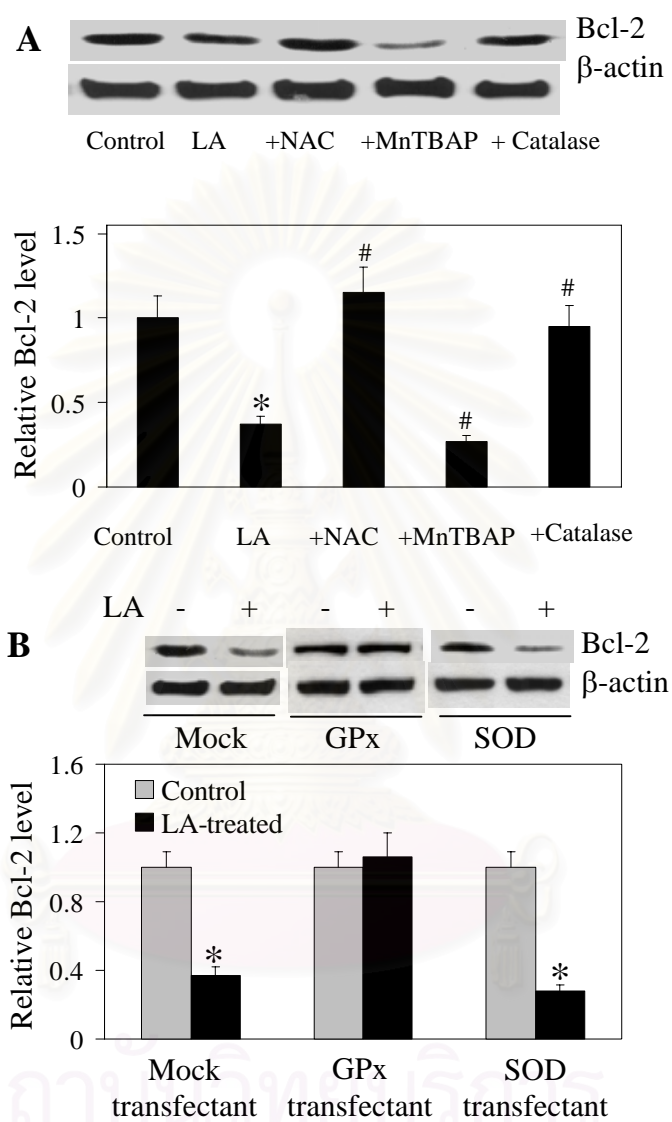 A
Bcl-2
β-actin
Control LA +NAC +MnTBAP + Catalase
Relative Bcl-2 level
1.5
1
0.5
0
*
#
#
#
Control LA +NAC +MnTBAP +Catalase
B
LA - + - + - +
Bcl-2
β-actin
Mock GPx SOD
Relative Bcl-2 level
1.6
1.2
0.8
0.4
0
Control
LA-treated
*
*
Mock GPx SOD
transfectant transfectant transfectant